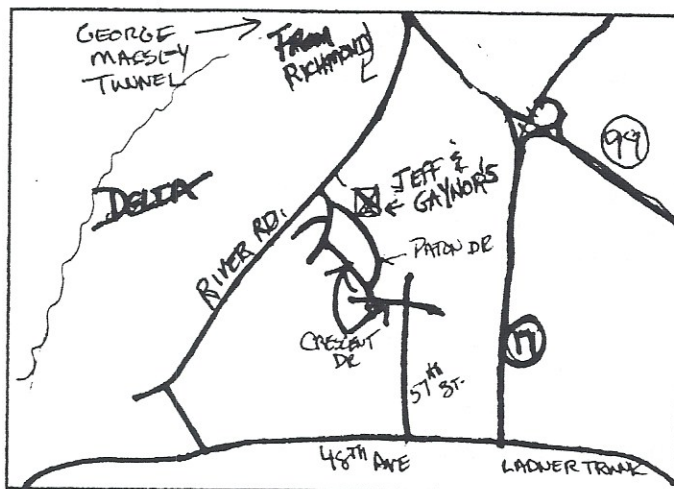 GEORGE
MASSEY
TUNNEL
FROM
RICHMOND
99
JEFF &
GAYNOR'S
DELTA
RIVER RD.
PATON DR
CRESCENT
DR
17
57TH ST.
48TH AVE
LADNER TRUNK